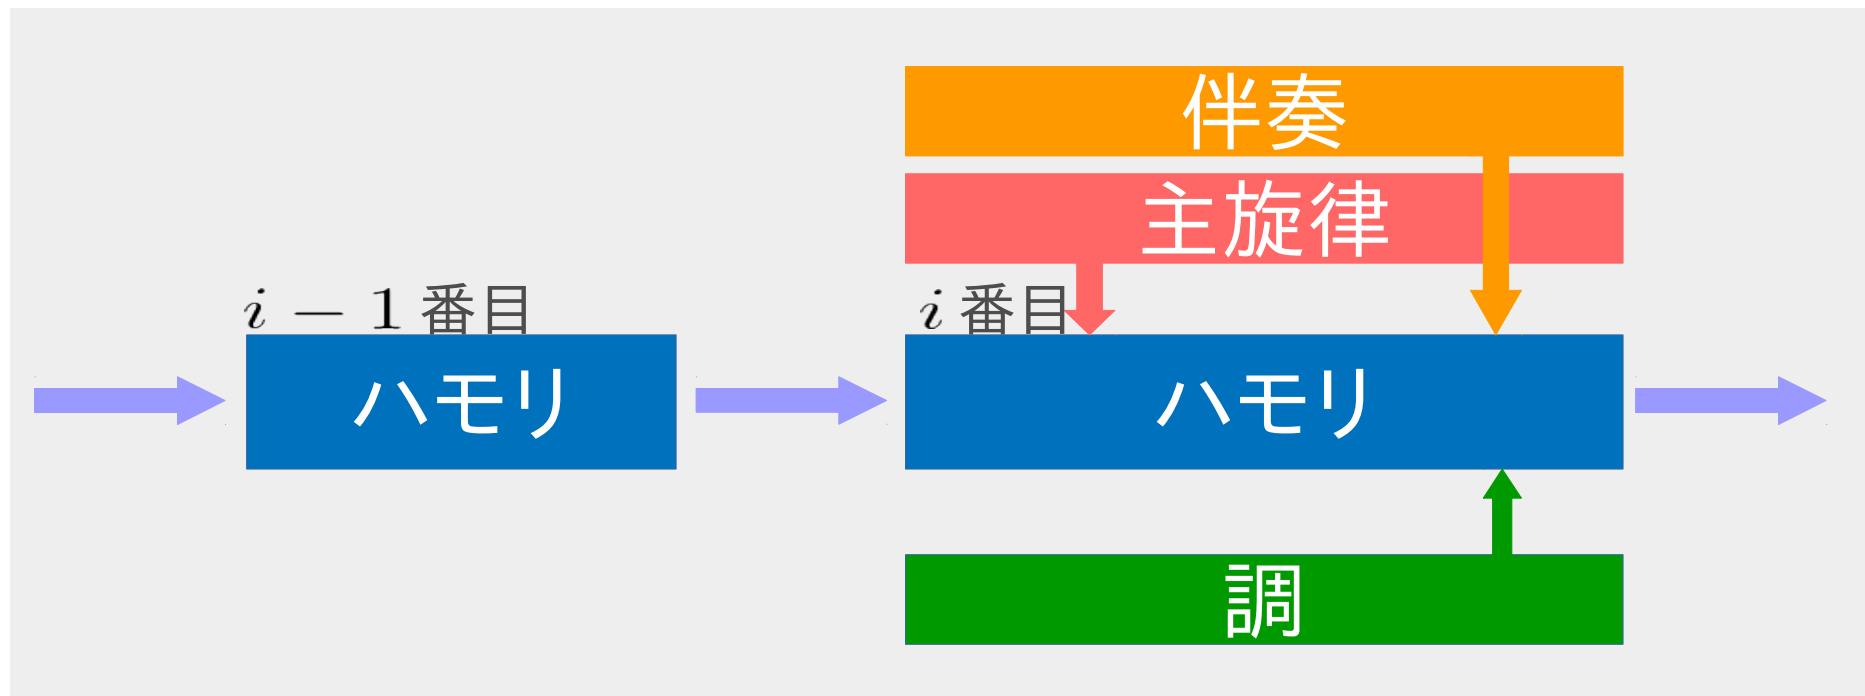 伴奏
主旋律
i − 1 番目
i 番目
ハモリ
ハモリ
調